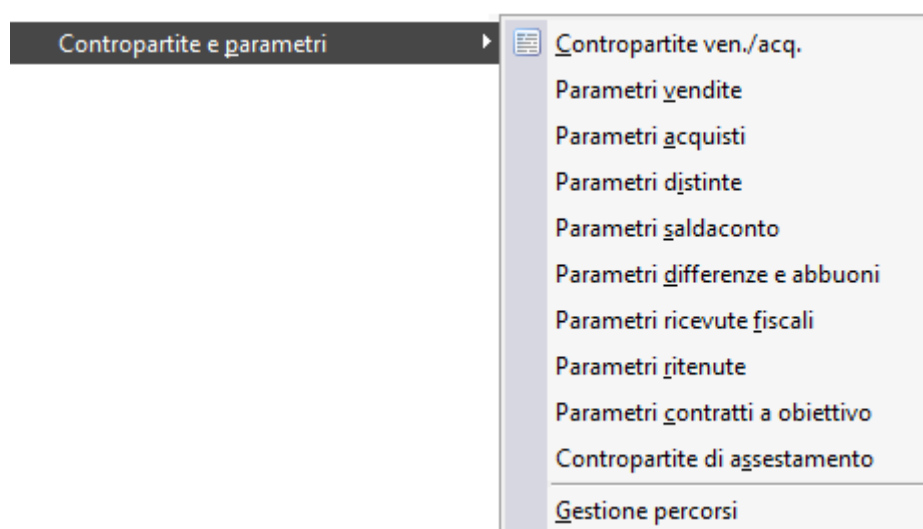 Contropartite e parametri
Contropartite ven./acq.
Parametri vendite
Parametri acquisti
Parametri distinte
Parametri saldaconto
Parametri differenze e abbuoni
Parametri ricevute fiscali
Parametri ritenute
Parametri contratti a obiettivo
Contropartite di assestamento
Gestione percorsi